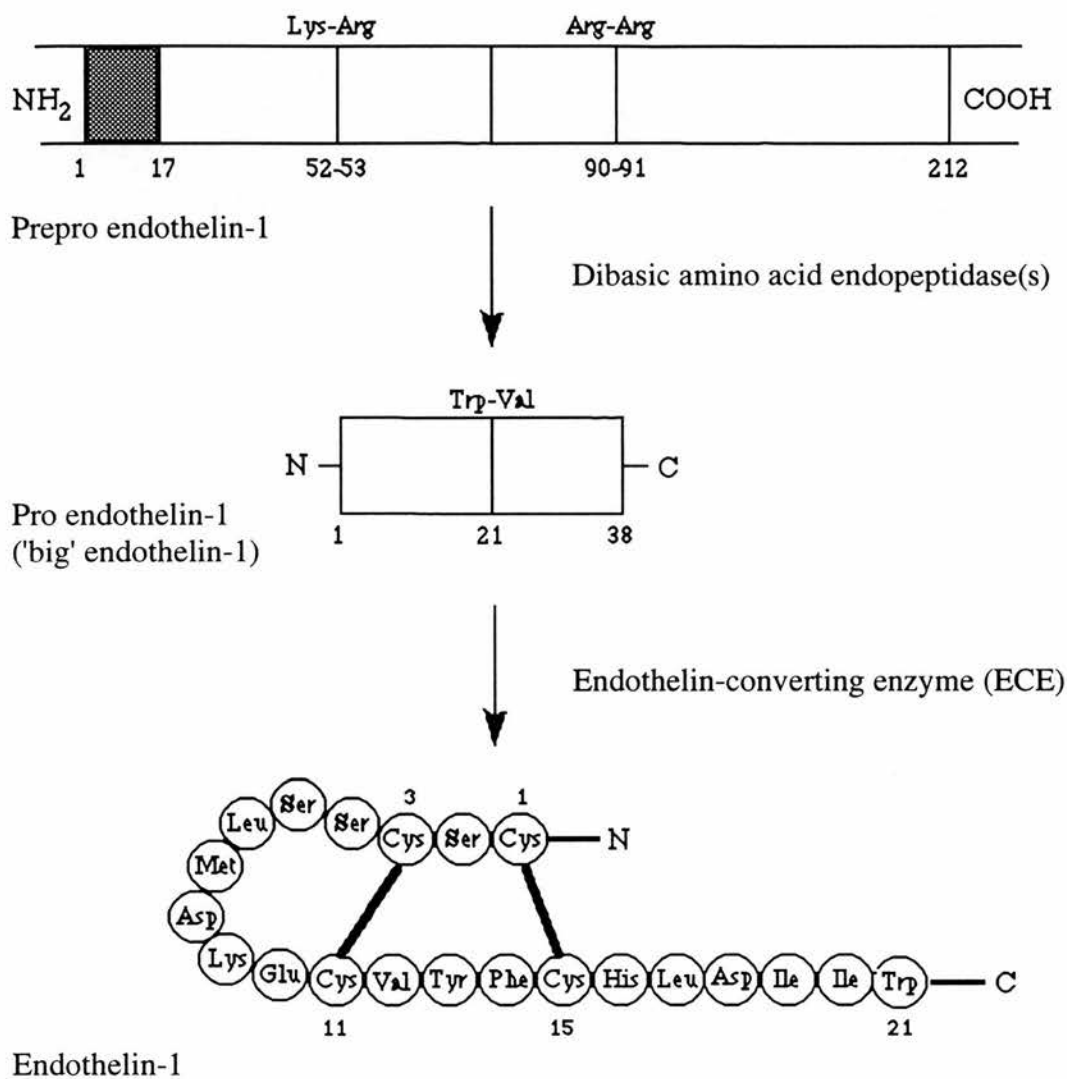 Lys-Arg Arg-Arg
NH2 COOH
1 17 52-53 90-91 212
Prepro endothelin-1
Dibasic amino acid endopeptidase(s)
Trp-Val
N C
Pro endothelin-1
('big' endothelin-1)
1 21 38
Endothelin-converting enzyme (ECE)
3 1
Leu Ser Ser Cys Ser Cys N
Met
Asp
Lys Glu Cys Val Tyr Phe Cys His Leu Asp Ile Ile Trp C
11 15 21
Endothelin-1